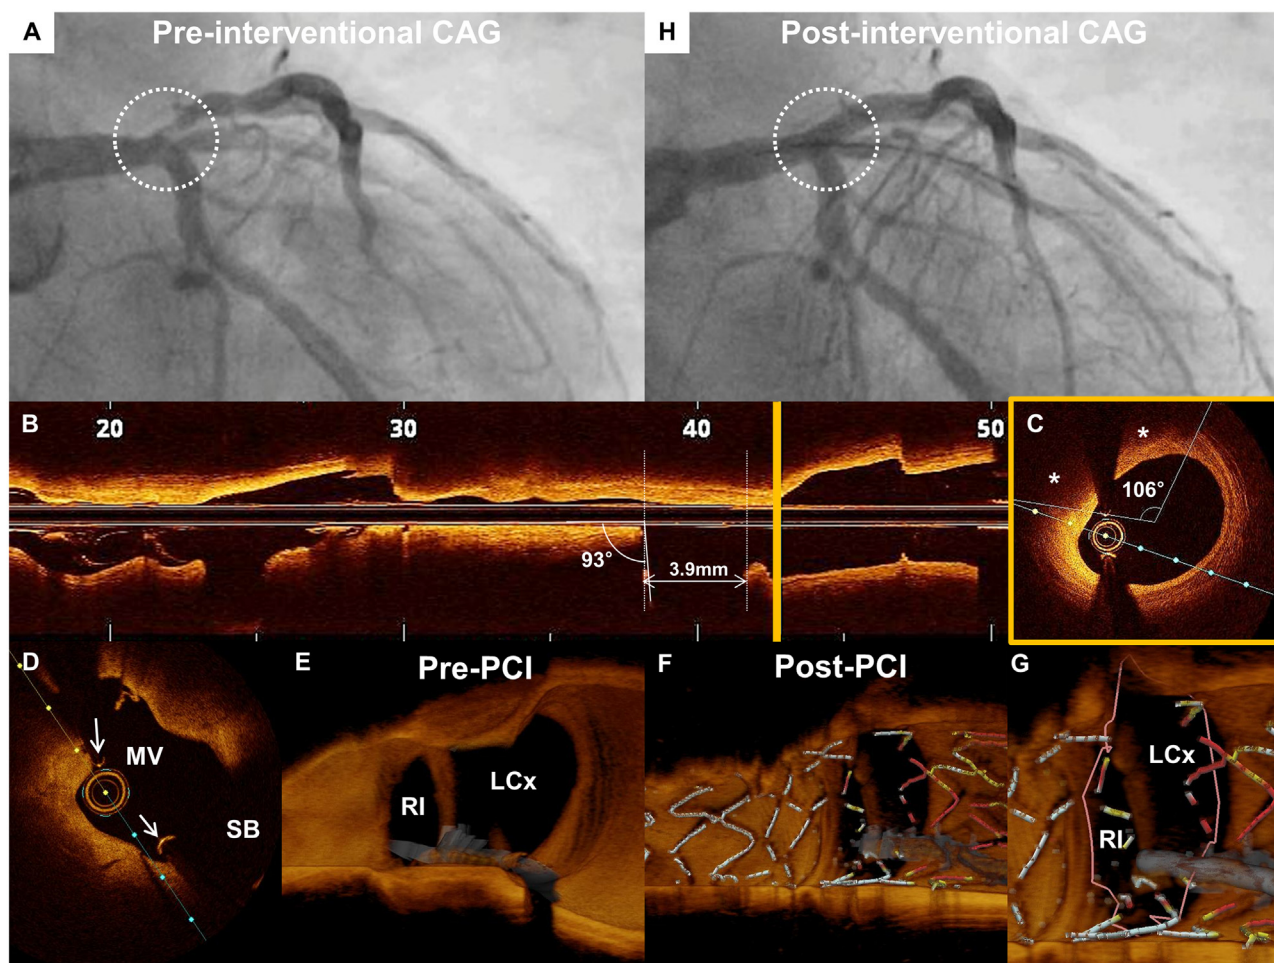 A
Pre-interventional CAG
H
Post-interventional CAG
B
20
30
40
50
93°
3.9mm
C
*
*
106°
D
MV
SB
E
Pre-PCI
RI
LCx
F
Post-PCI
G
LCx
RI